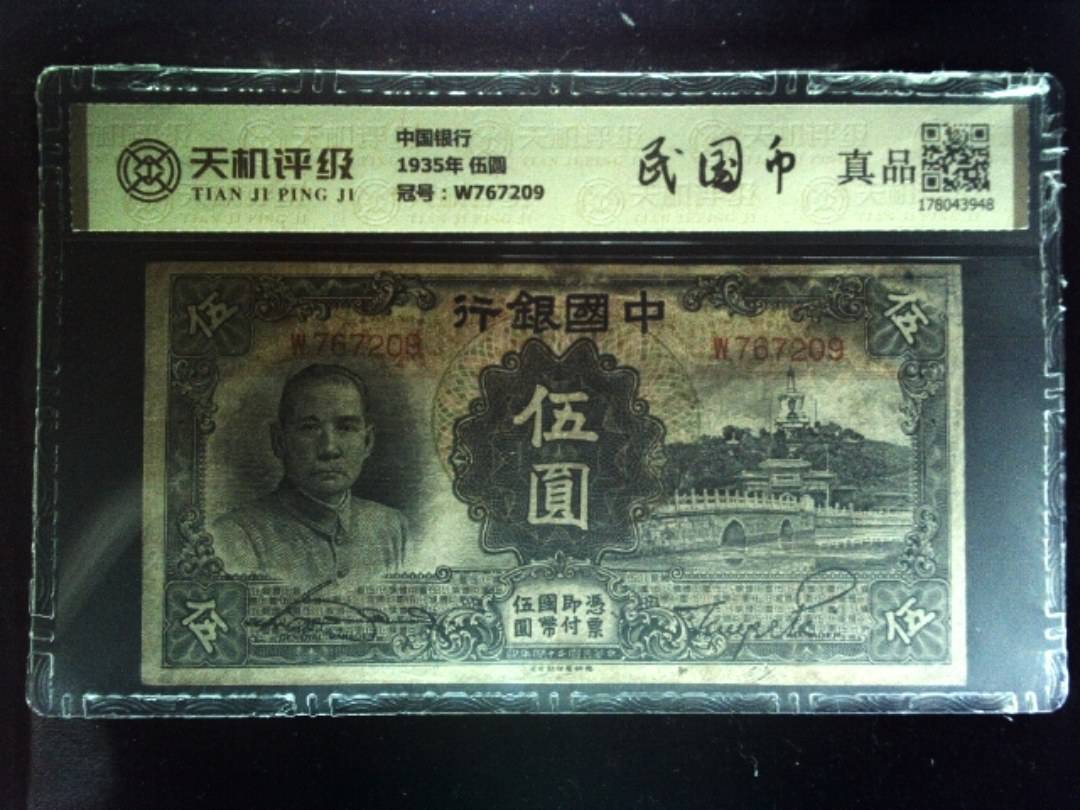 天机评级
TIAN JI PING JI
中国银行
1935年 伍圆
冠号：W767209
民国币
真品
178043948
行銀國中
伍
伍
W767209
W767209
伍
圓
憑票
即付
國幣
伍圓
伍
伍